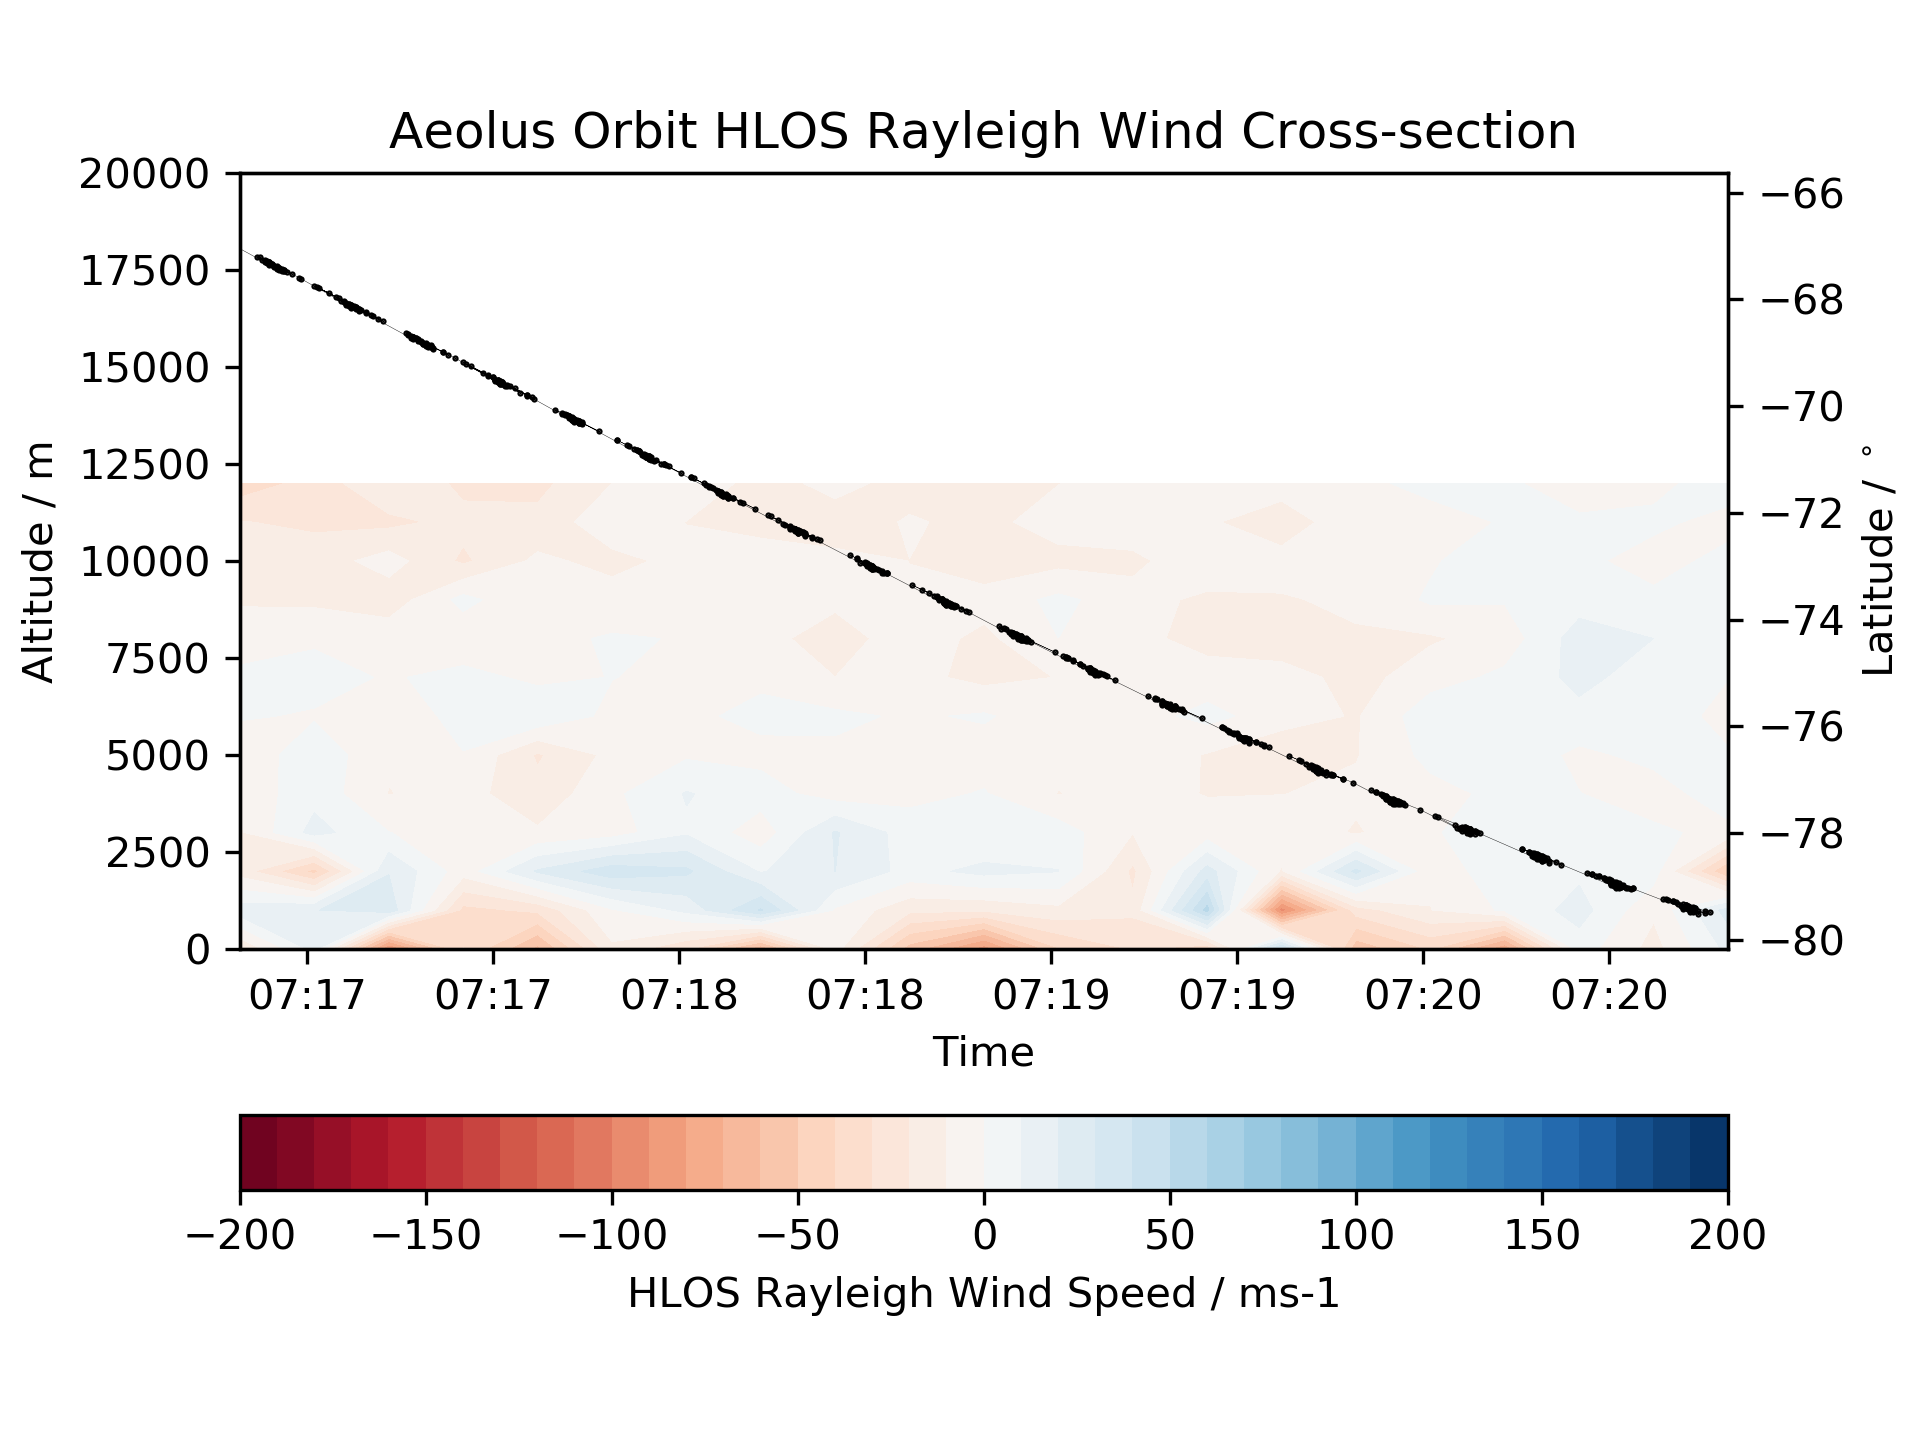 Aeolus Orbit HLOS Rayleigh Wind Cross-section
20000
17500
15000
12500
10000
7500
5000
2500
0
Altitude / m
−66
−68
−70
−72
−74
−76
−78
−80
Latitude / °
07:17 07:17 07:18 07:18 07:19 07:19 07:20 07:20
Time
−200 −150 −100 −50 0 50 100 150 200
HLOS Rayleigh Wind Speed / ms-1